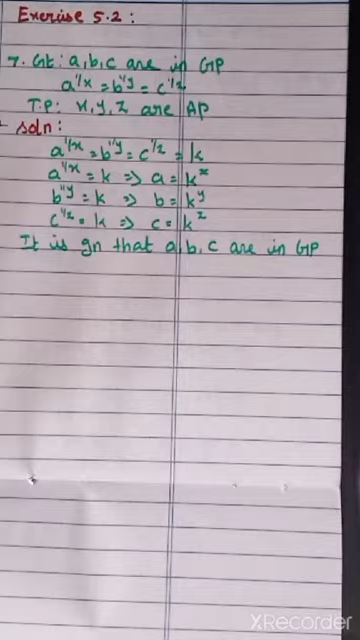 Exercise 5.2:
7. Gt: a,b,c are in GP
a^1/x = b^1/y = c^1/z
T.P: x,y,z are AP
soln:
a^1/x = b^1/y = c^1/z = k
a^1/x = k => a = k^x
b^1/y = k => b = k^y
c^1/z = k => c = k^z
It is gn that a,b,c are in GP
XRecorder